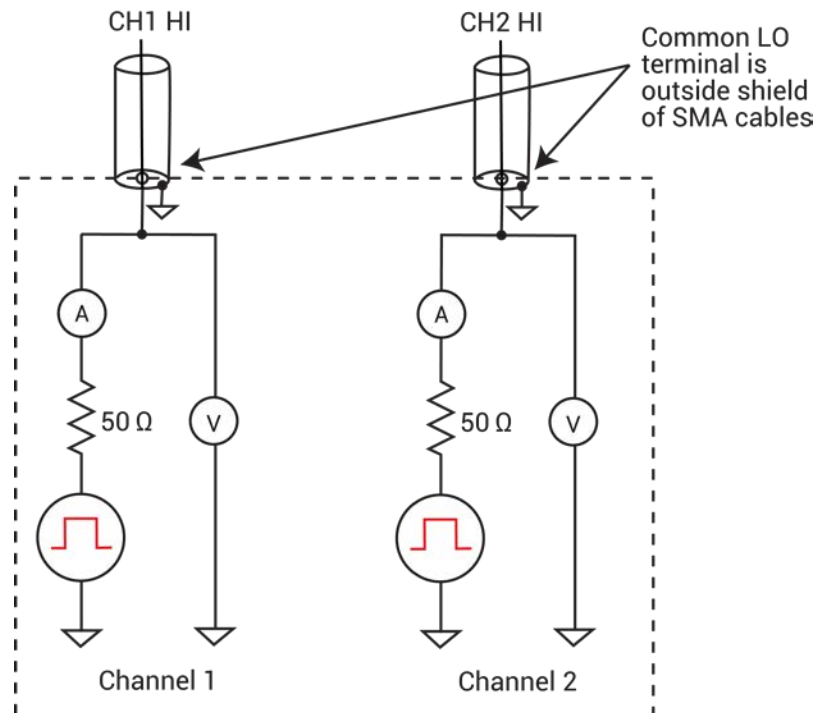 CH1 HI
CH2 HI
Common LO
terminal is
outside shield
of SMA cables
A
50 Ω
V
A
50 Ω
V
Channel 1
Channel 2